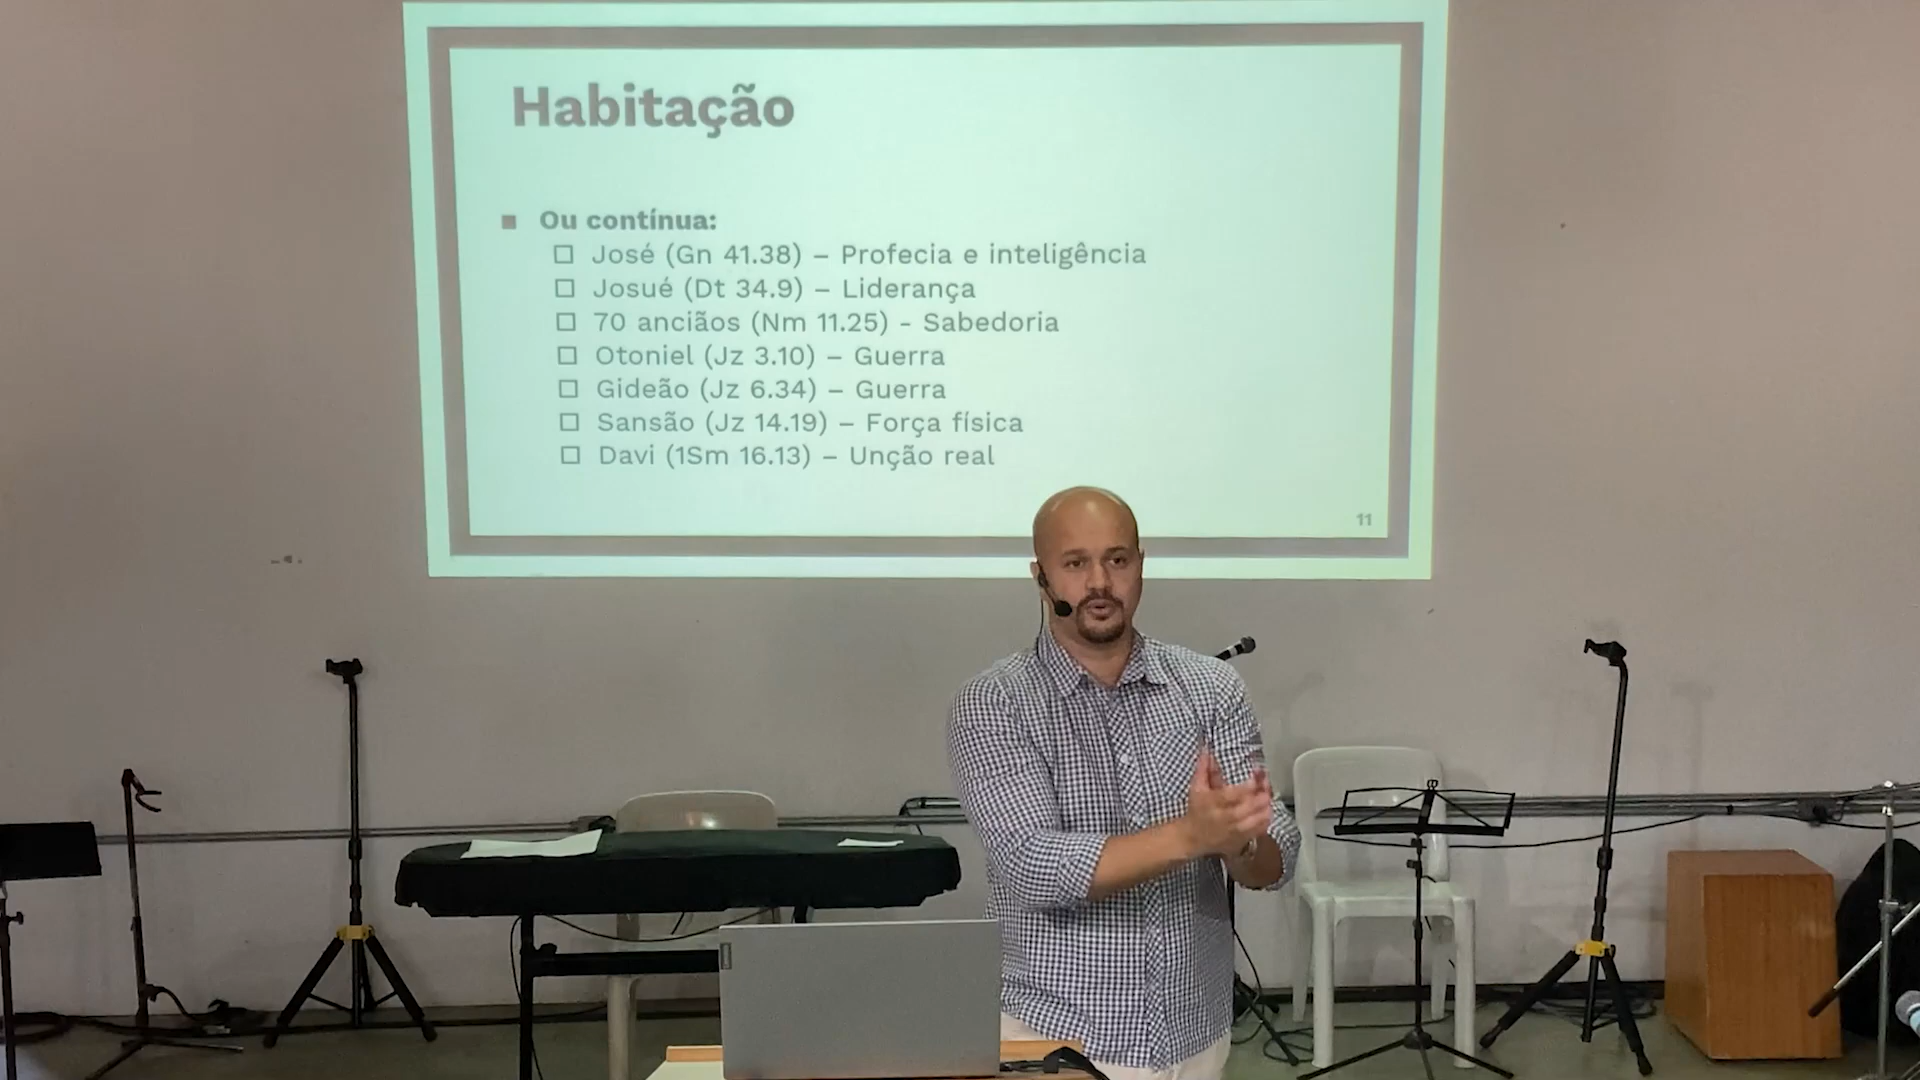 Habitação
Ou contínua:
José (Gn 41.38) – Profecia e inteligência
Josué (Dt 34.9) – Liderança
70 anciãos (Nm 11.25) - Sabedoria
Otoniel (Jz 3.10) – Guerra
Gideão (Jz 6.34) – Guerra
Sansão (Jz 14.19) – Força física
Davi (1Sm 16.13) – Unção real
11